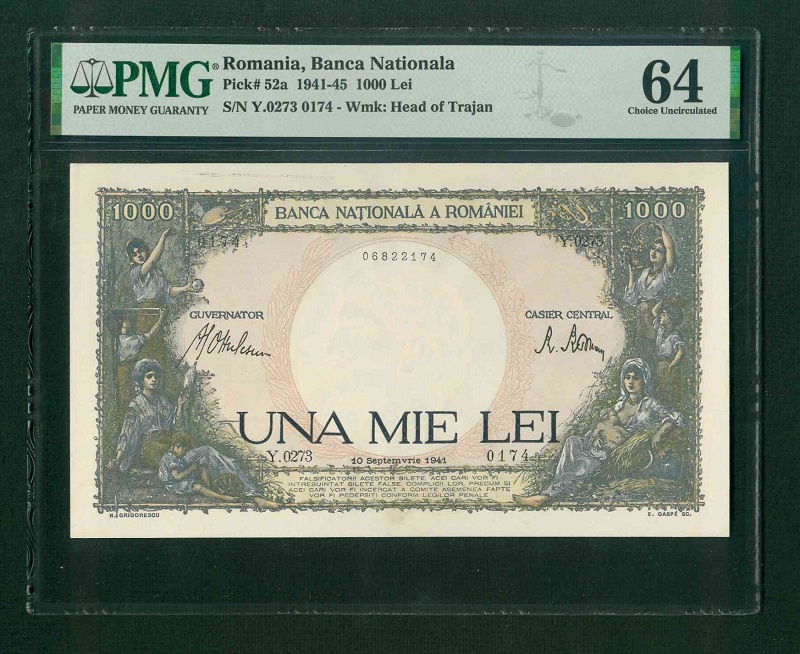 PMG®
PAPER MONEY GUARANTY
Romania, Banca Nationala
Pick# 52a 1941-45 1000 Lei
S/N Y.0273 0174 - Wmk: Head of Trajan
64
Choice Uncirculated
1000
BANCA NAȚIONALĂ A ROMÂNIEI
1000
0174
Y.0273
06822174
GUVERNATOR
CASIER CENTRAL
UNA MIE LEI
Y.0273
10 Septemvrie 1941
0174
FALSIFICATORII ACESTOR BILETE, ACEI CARI VOR FI
INTREBUINȚAT BILETE FALSE, COMPLICII LOR, PRECUM ȘI
ACEI CARI VOR FI INCERCAT A COMITE ASEMENEA FAPTE
VOR FI PEDEPSIȚI CONFORM LEGILOR PENALE
N. GRIGORESCU
E. GASPÉ SC.